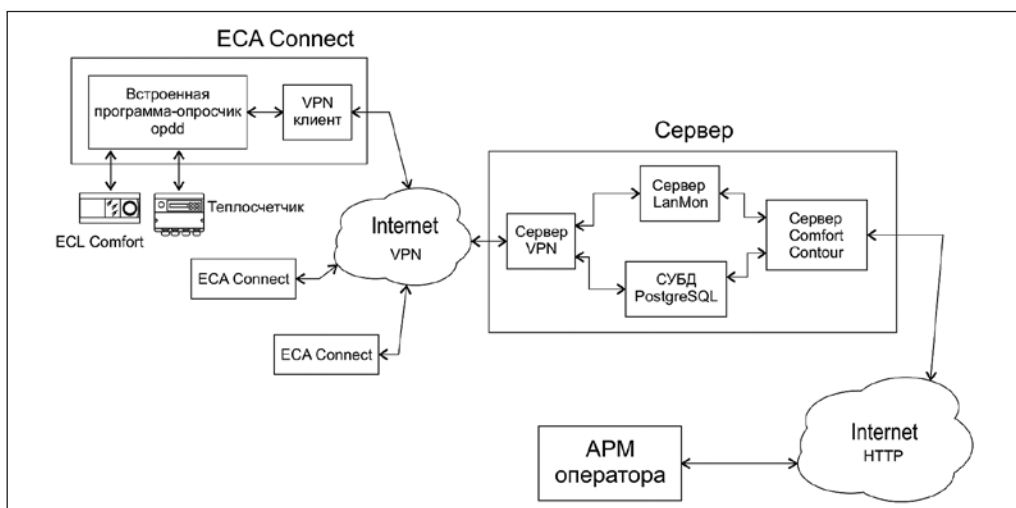 ECA Connect
Встроенная
программа-опросчик
opdd
VPN
клиент
ECL Comfort
Теплосчетчик
ECA Connect
ECA Connect
Internet
VPN
Сервер
Сервер
VPN
Сервер
LanMon
СУБД
PostgreSQL
Сервер
Comfort
Contour
Internet
HTTP
АРМ
оператора